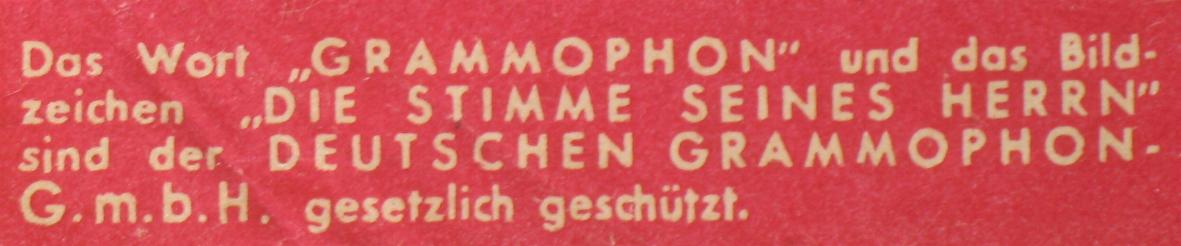 Das Wort „GRAMMOPHON" und das Bild-
zeichen „DIE STIMME SEINES HERRN"
sind der DEUTSCHEN GRAMMOPHON-
G.m.b.H. gesetzlich geschützt.